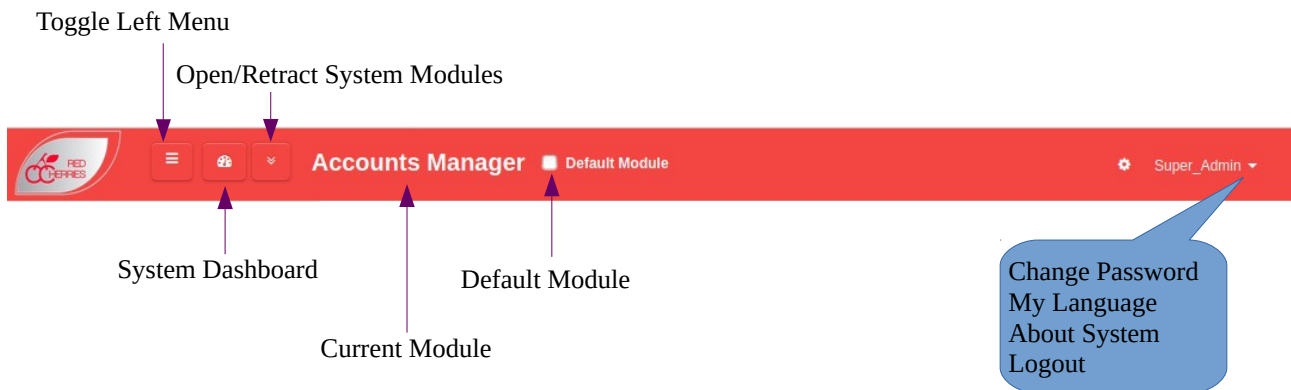 Toggle Left Menu
Open/Retract System Modules
RED
CHERRIES
Accounts Manager
Default Module
Super_Admin
System Dashboard
Default Module
Current Module
Change Password
My Language
About System
Logout